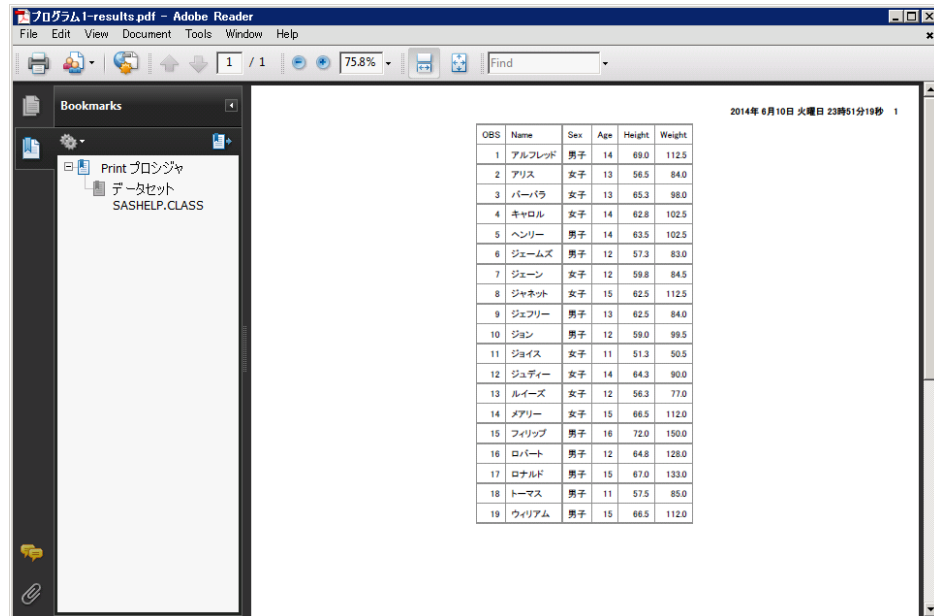 プログラム1-results.pdf - Adobe Reader
File Edit View Document Tools Window Help
1 / 1 75.8% Find
Bookmarks
Print プロシジャ
データセット
SASHELP.CLASS
2014年 6月10日 火曜日 23時51分19秒 1
OBS Name Sex Age Height Weight
1 アルフレッド 男子 14 69.0 112.5
2 アリス 女子 13 56.5 84.0
3 バーバラ 女子 13 65.3 98.0
4 キャロル 女子 14 62.8 102.5
5 ヘンリー 男子 14 63.5 102.5
6 ジェームズ 男子 12 57.3 83.0
7 ジェーン 女子 12 59.8 84.5
8 ジャネット 女子 15 62.5 112.5
9 ジェフリー 男子 13 62.5 84.0
10 ジョン 男子 12 59.0 99.5
11 ジョイス 女子 11 51.3 50.5
12 ジュディー 女子 14 64.3 90.0
13 ルイーズ 女子 12 56.3 77.0
14 メアリー 女子 15 66.5 112.0
15 フィリップ 男子 16 72.0 150.0
16 ロバート 男子 12 64.8 128.0
17 ロナルド 男子 15 67.0 133.0
18 トーマス 男子 11 57.5 85.0
19 ウィリアム 男子 15 66.5 112.0